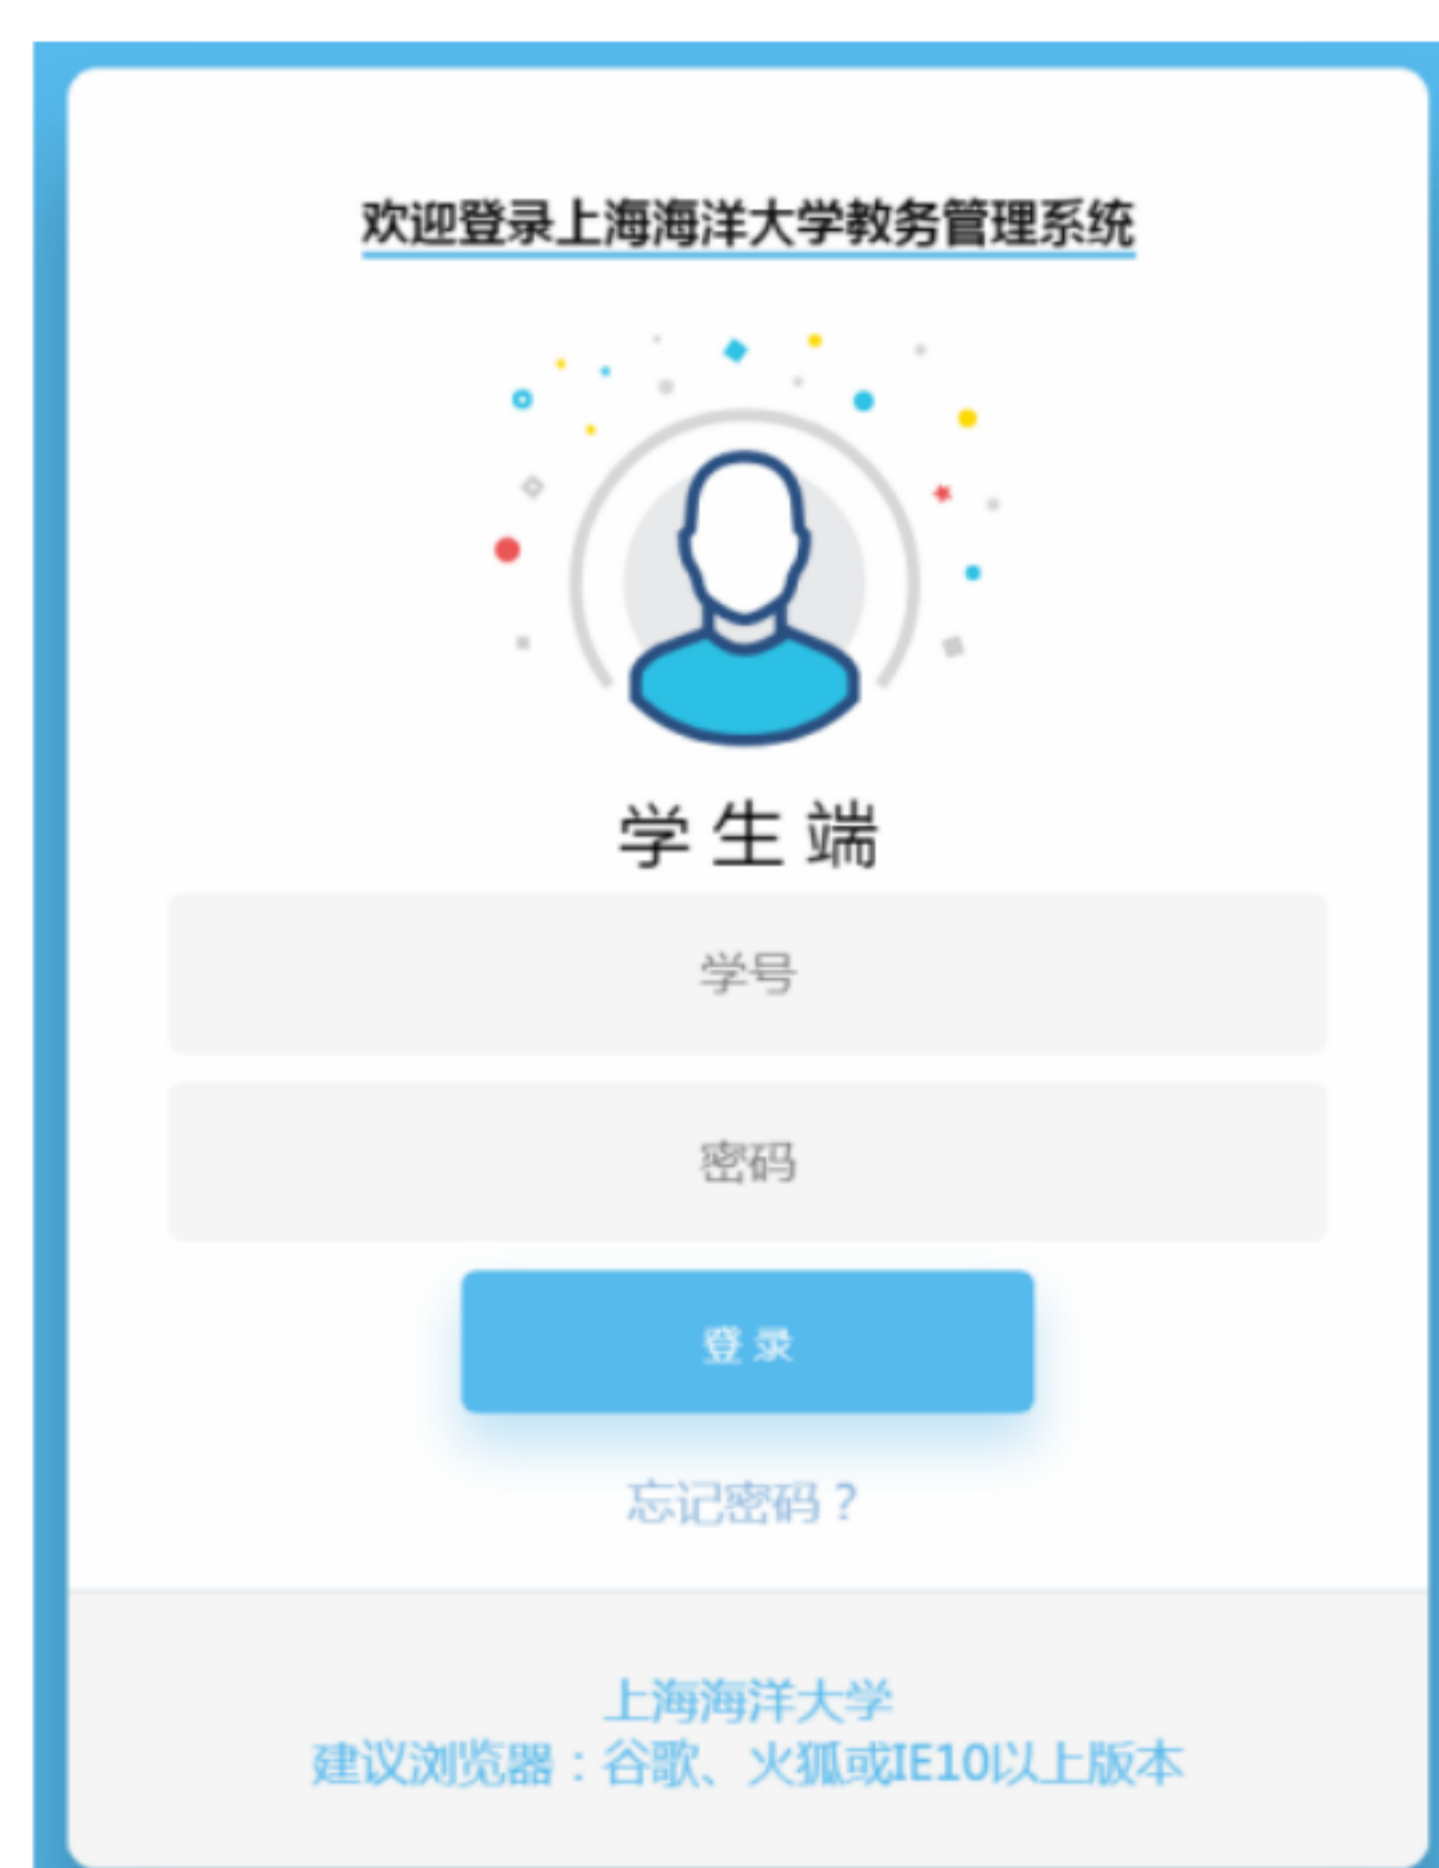 欢迎登录上海海洋大学教务管理系统
学生端
学号
密码
登录
忘记密码？
上海海洋大学
建议浏览器：谷歌、火狐或IE10以上版本